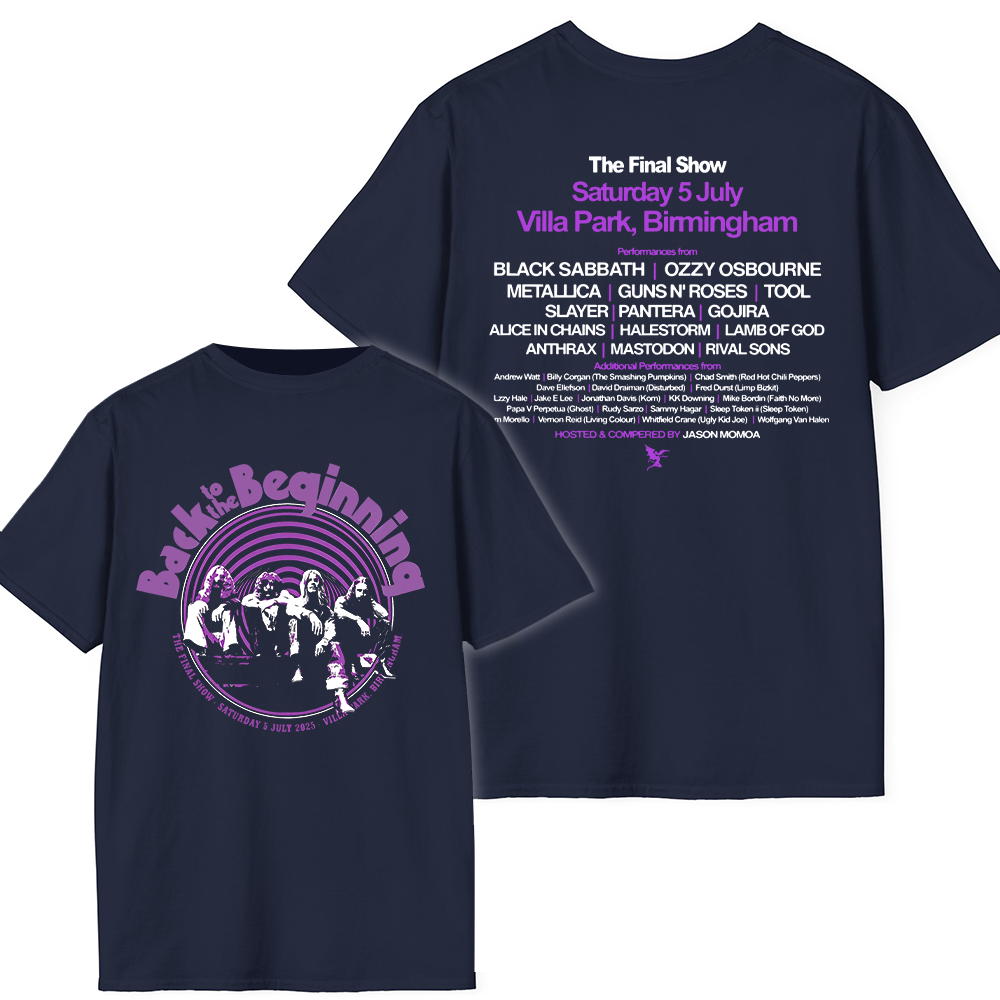 Back to the Beginning
THE FINAL SHOW · SATURDAY 5 JULY 2025 · VILLA PARK, BIRMINGHAM
The Final Show
Saturday 5 July
Villa Park, Birmingham
Performances from
BLACK SABBATH | OZZY OSBOURNE
METALLICA | GUNS N' ROSES | TOOL
SLAYER | PANTERA | GOJIRA
ALICE IN CHAINS | HALESTORM | LAMB OF GOD
ANTHRAX | MASTODON | RIVAL SONS
Additional Performances from
Andrew Watt | Billy Corgan (The Smashing Pumpkins) | Chad Smith (Red Hot Chili Peppers)
Dave Ellefson | David Draiman (Disturbed) | Fred Durst (Limp Bizkit)
Lzzy Hale | Jake E Lee | Jonathan Davis (Korn) | KK Downing | Mike Bordin (Faith No More)
Papa V Perpetua (Ghost) | Rudy Sarzo | Sammy Hagar | Sleep Token ii (Sleep Token)
m Morello | Vernon Reid (Living Colour) | Whitfield Crane (Ugly Kid Joe) | Wolfgang Van Halen
HOSTED & COMPERED BY JASON MOMOA